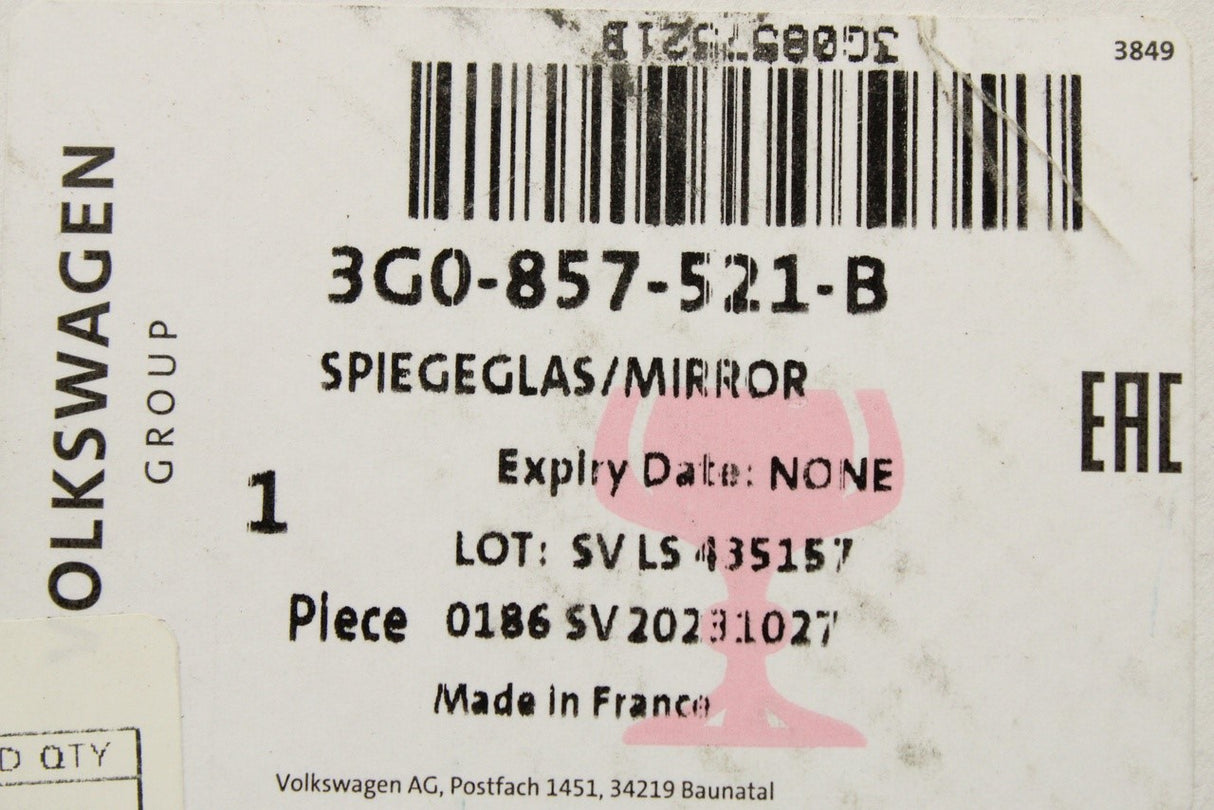 3G0857521B
3849
VOLKSWAGEN
GROUP
3G0-857-521-B
SPIEGEGLAS/MIRROR
EAC
Expiry Date: NONE
1
LOT: SV LS 435157
Piece 0186 SV 20231027
Made in France
D QTY
Volkswagen AG, Postfach 1451, 34219 Baunatal